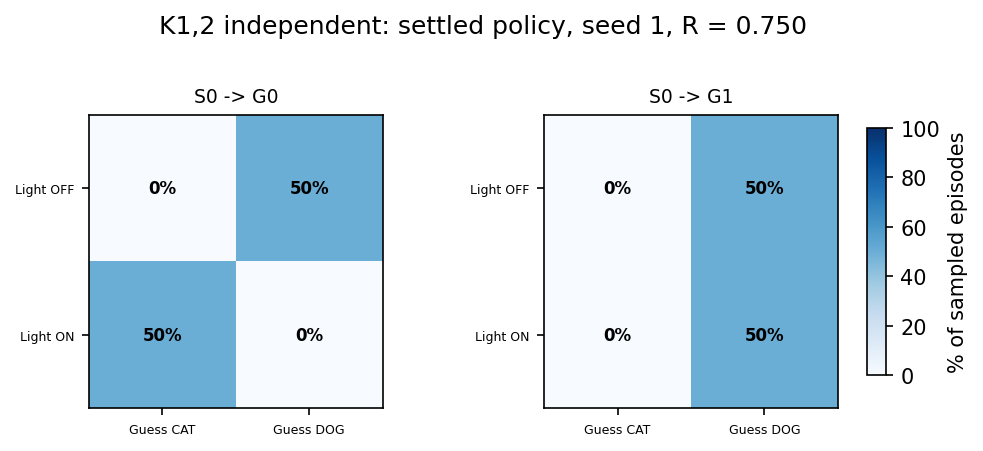 K1,2 independent: settled policy, seed 1, R = 0.750
S0 -> G0
Light OFF
0%
50%
Light ON
50%
0%
Guess CAT
Guess DOG
S0 -> G1
Light OFF
0%
50%
Light ON
0%
50%
Guess CAT
Guess DOG
100
80
60
40
20
0
% of sampled episodes